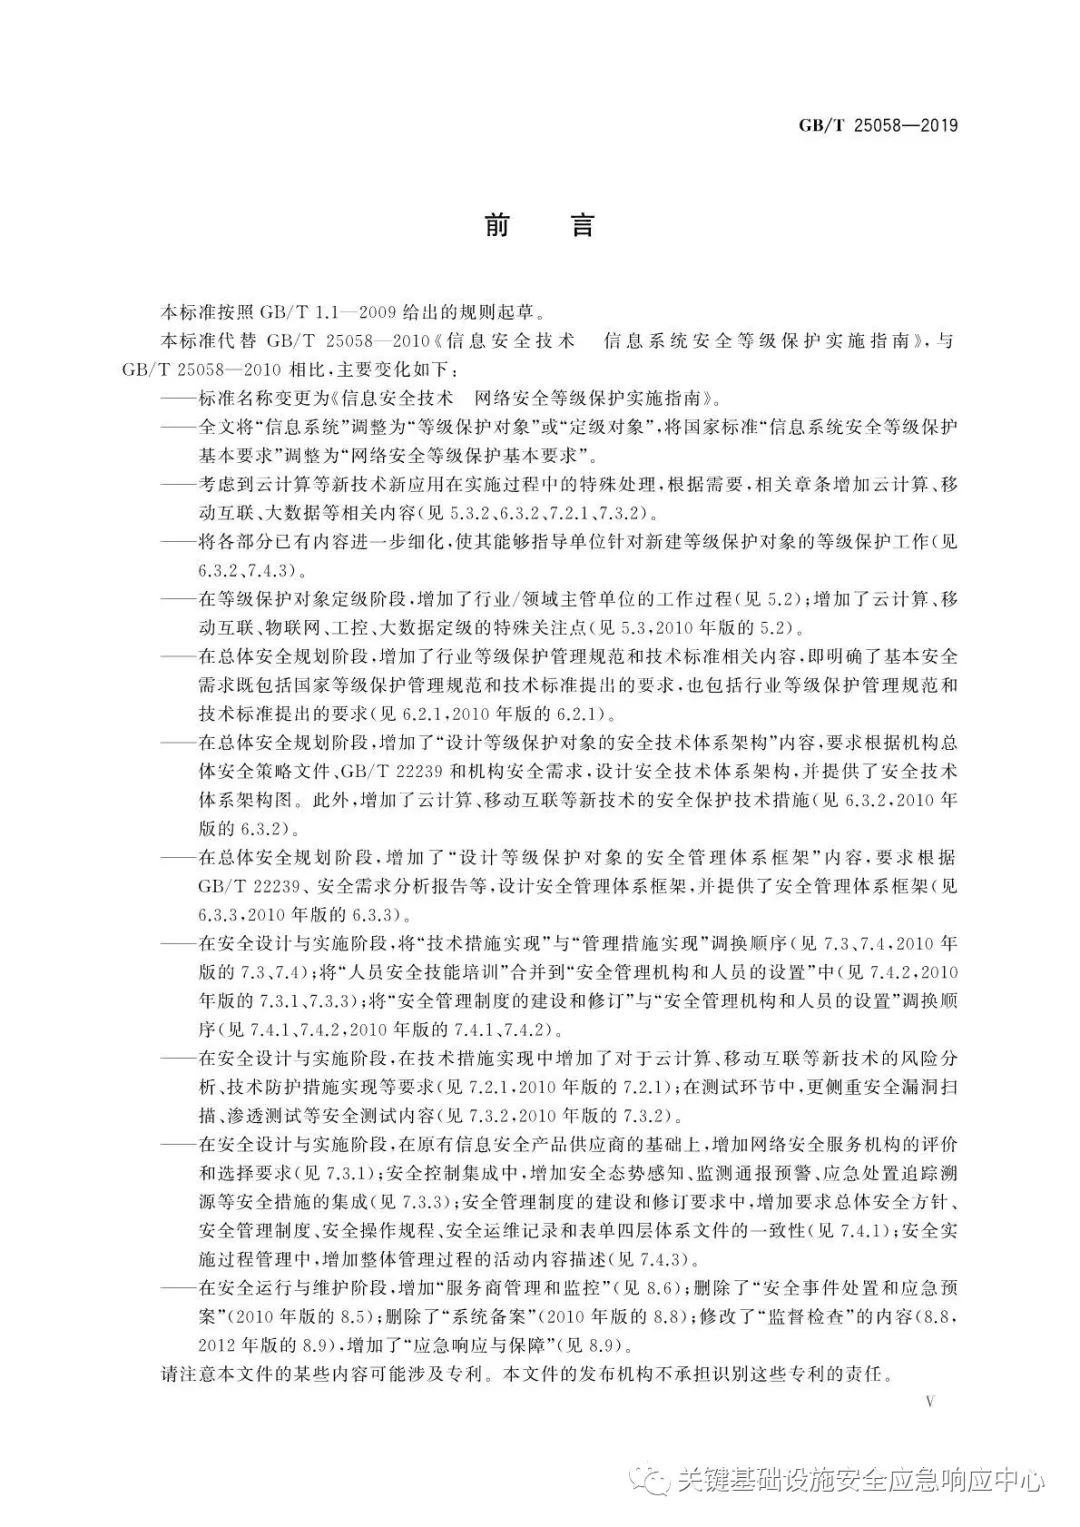 GB/T 25058—2019
前 言
本标准按照 GB/T 1.1—2009 给出的规则起草。
本标准代替 GB/T 25058—2010《信息安全技术 信息系统安全等级保护实施指南》，与
GB/T 25058—2010 相比，主要变化如下：
——标准名称变更为《信息安全技术 网络安全等级保护实施指南》。
——全文将“信息系统”调整为“等级保护对象”或“定级对象”，将国家标准“信息系统安全等级保护
基本要求”调整为“网络安全等级保护基本要求”。
——考虑到云计算等新技术新应用在实施过程中的特殊处理，根据需要，相关章条增加云计算、移
动互联、大数据等相关内容(见 5.3.2、6.3.2、7.2.1、7.3.2)。
——将各部分已有内容进一步细化，使其能够指导单位针对新建等级保护对象的等级保护工作(见
6.3.2、7.4.3)。
——在等级保护对象定级阶段，增加了行业/领域主管单位的工作过程(见 5.2)；增加了云计算、移
动互联、物联网、工控、大数据定级的特殊关注点(见 5.3，2010 年版的 5.2)。
——在总体安全规划阶段，增加了行业等级保护管理规范和技术标准相关内容，即明确了基本安全
需求既包括国家等级保护管理规范和技术标准提出的要求，也包括行业等级保护管理规范和
技术标准提出的要求(见 6.2.1，2010 年版的 6.2.1)。
——在总体安全规划阶段，增加了“设计等级保护对象的安全技术体系架构”内容，要求根据机构总
体安全策略文件、GB/T 22239 和机构安全需求，设计安全技术体系架构，并提供了安全技术
体系架构图。此外，增加了云计算、移动互联等新技术的安全保护技术措施(见 6.3.2，2010 年
版的 6.3.2)。
——在总体安全规划阶段，增加了“设计等级保护对象的安全管理体系框架”内容，要求根据
GB/T 22239、安全需求分析报告等，设计安全管理体系框架，并提供了安全管理体系框架(见
6.3.3，2010 年版的 6.3.3)。
——在安全设计与实施阶段，将“技术措施实现”与“管理措施实现”调换顺序(见 7.3、7.4，2010 年
版的 7.3、7.4)；将“人员安全技能培训”合并到“安全管理机构和人员的设置”中(见 7.4.2，2010
年版的 7.3.1、7.3.3)；将“安全管理制度的建设和修订”与“安全管理机构和人员的设置”调换顺
序(见 7.4.1、7.4.2，2010 年版的 7.4.1、7.4.2)。
——在安全设计与实施阶段，在技术措施实现中增加了对于云计算、移动互联等新技术的风险分
析、技术防护措施实现等要求(见 7.2.1，2010 年版的 7.2.1)；在测试环节中，更侧重安全漏洞扫
描、渗透测试等安全测试内容(见 7.3.2，2010 年版的 7.3.2)。
——在安全设计与实施阶段，在原有信息安全产品供应商的基础上，增加网络安全服务机构的评价
和选择要求(见 7.3.1)；安全控制集成中，增加安全态势感知、监测通报预警、应急处置追踪溯
源等安全措施的集成(见 7.3.3)；安全管理制度的建设和修订要求中，增加要求总体安全方针、
安全管理制度、安全操作规程、安全运维记录和表单四层体系文件的一致性(见 7.4.1)；安全实
施过程管理中，增加整体管理过程的活动内容描述(见 7.4.3)。
——在安全运行与维护阶段，增加“服务商管理和监控”(见 8.6)；删除了“安全事件处置和应急预
案”(2010 年版的 8.5)；删除了“系统备案”(2010 年版的 8.8)；修改了“监督检查”的内容(8.8，
2012 年版的 8.9)，增加了“应急响应与保障”(见 8.9)。
请注意本文件的某些内容可能涉及专利。本文件的发布机构不承担识别这些专利的责任。
V
关键基础设施安全应急响应中心